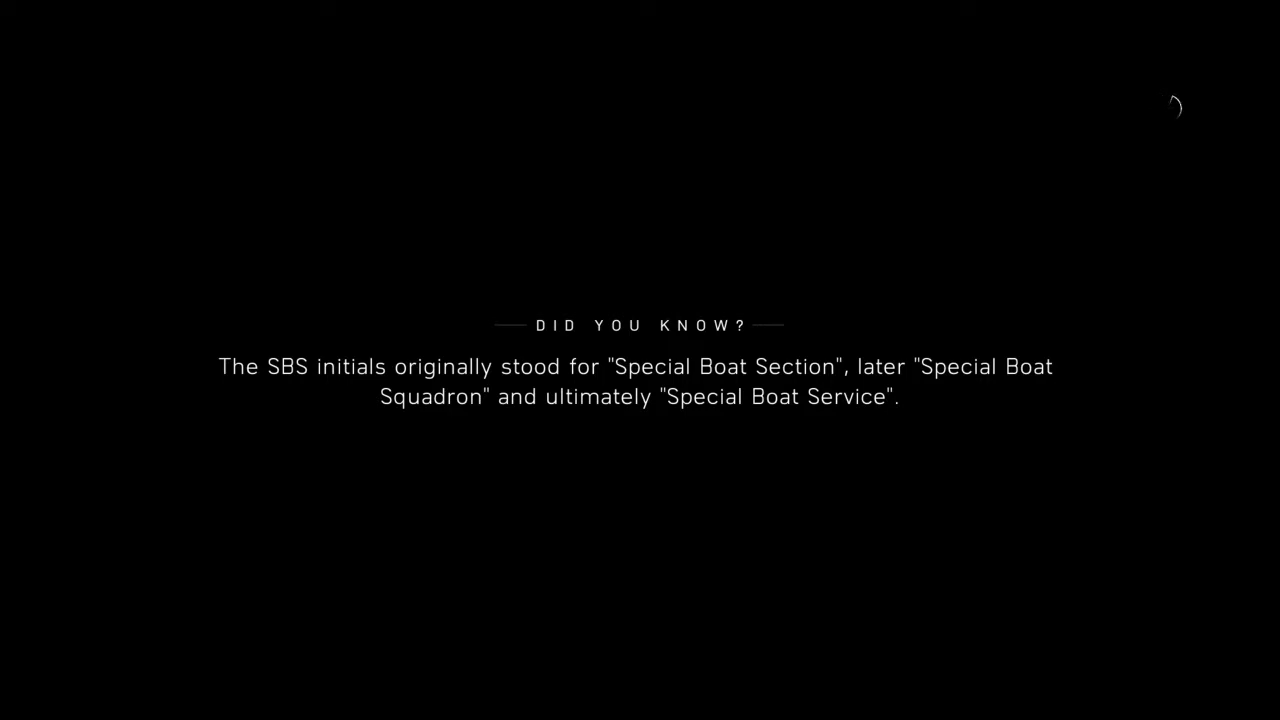 DID YOU KNOW?
The SBS initials originally stood for "Special Boat Section", later "Special Boat
Squadron" and ultimately "Special Boat Service".